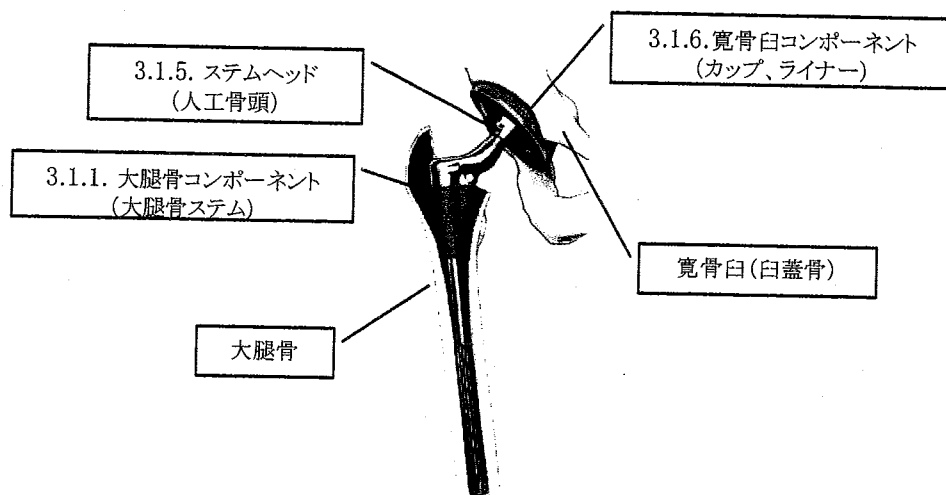 3.1.5. ステムヘッド
(人工骨頭)
3.1.6.寛骨臼コンポーネント
(カップ、ライナー)
3.1.1. 大腿骨コンポーネント
(大腿骨ステム)
寛骨臼(臼蓋骨)
大腿骨